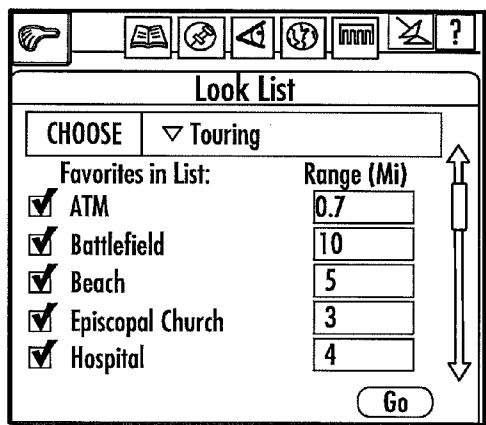 ?
Look List
CHOOSE ▽ Touring
Favorites in List: Range (Mi)
ATM 0.7
Battlefield 10
Beach 5
Episcopal Church 3
Hospital 4
Go